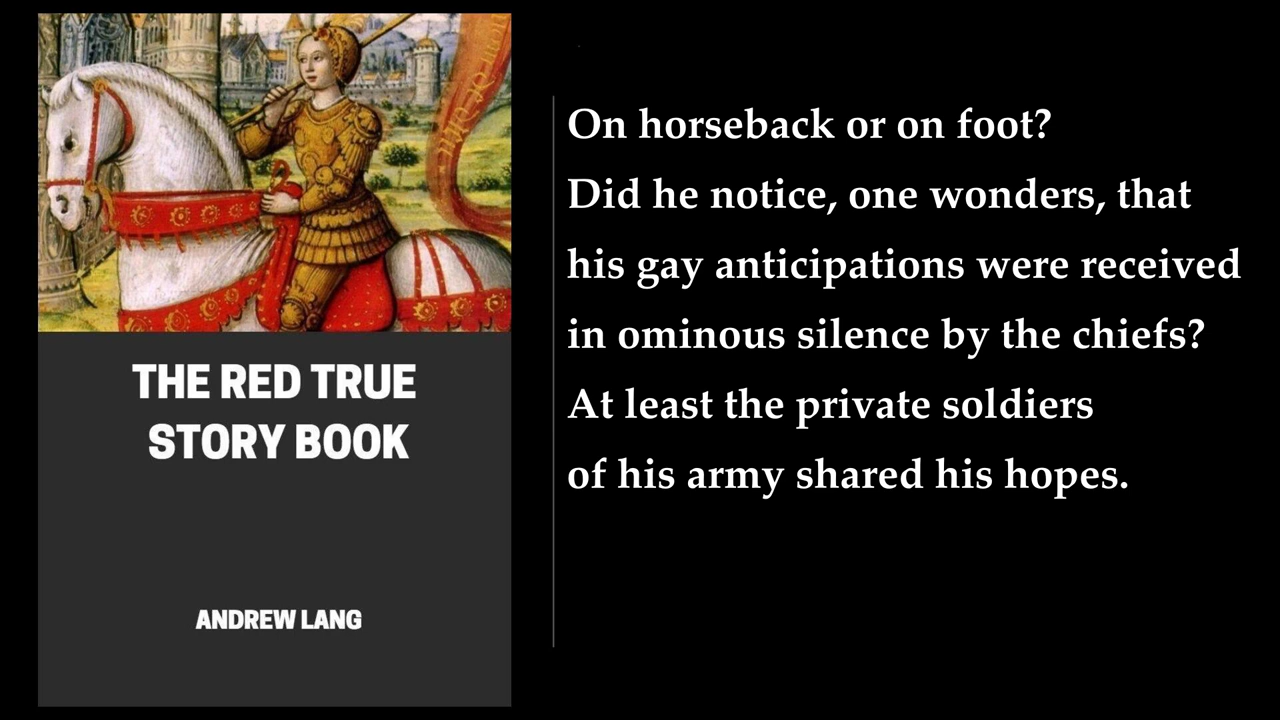 THE RED TRUE
STORY BOOK
ANDREW LANG
On horseback or on foot?
Did he notice, one wonders, that
his gay anticipations were received
in ominous silence by the chiefs?
At least the private soldiers
of his army shared his hopes.